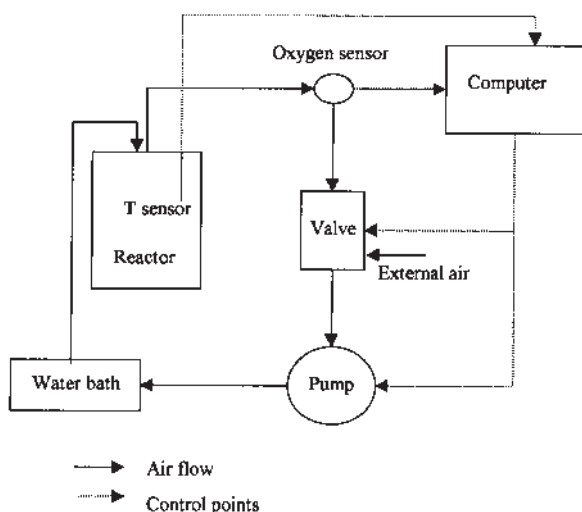 Oxygen sensor
Computer
T sensor
Reactor
Valve
External air
Water bath
Pump
Air flow
Control points